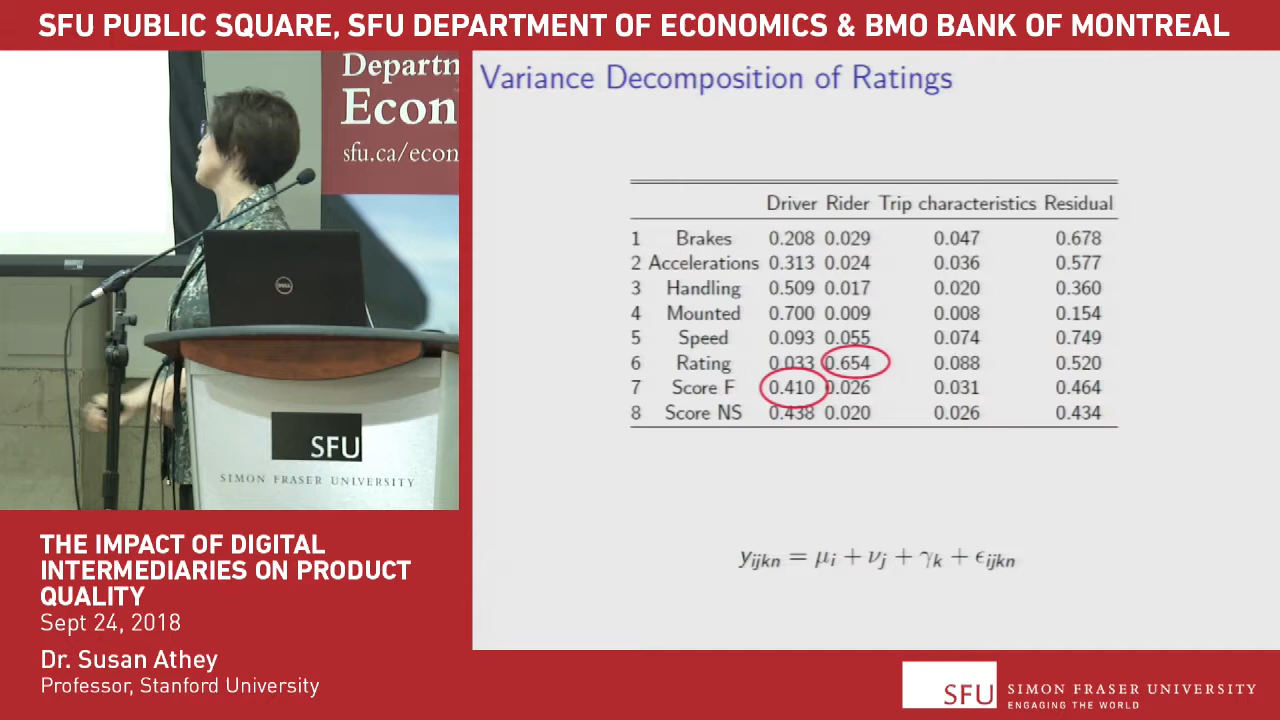 SFU PUBLIC SQUARE, SFU DEPARTMENT OF ECONOMICS & BMO BANK OF MONTREAL
Departm
Econ
sfu.ca/econ
DELL
SFU
SIMON FRASER UNIVERSITY
Variance Decomposition of Ratings
Driver Rider Trip characteristics Residual
1 Brakes 0.208 0.029 0.047 0.678
2 Accelerations 0.313 0.024 0.036 0.577
3 Handling 0.509 0.017 0.020 0.360
4 Mounted 0.700 0.009 0.008 0.154
5 Speed 0.093 0.055 0.074 0.749
6 Rating 0.033 0.654 0.088 0.520
7 Score F 0.410 0.026 0.031 0.464
8 Score NS 0.438 0.020 0.026 0.434
yijkn = μi + νj + γk + ϵijkn
THE IMPACT OF DIGITAL
INTERMEDIARIES ON PRODUCT
QUALITY
Sept 24, 2018
Dr. Susan Athey
Professor, Stanford University
SFU
SIMON FRASER UNIVERSITY
ENGAGING THE WORLD